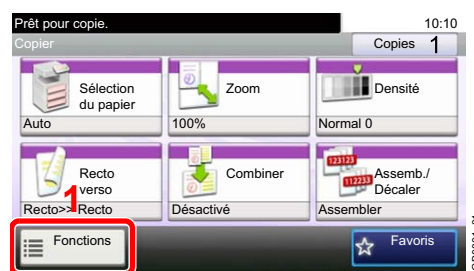 Prêt pour copie.
10:10
Copier
Copies 1
Sélection du papier
Auto
Zoom
100%
Densité
Normal 0
Recto verso
Recto>>Recto
1
Combiner
Désactivé
123123
112233
Assemb./ Décaler
Assembler
Fonctions
Favoris